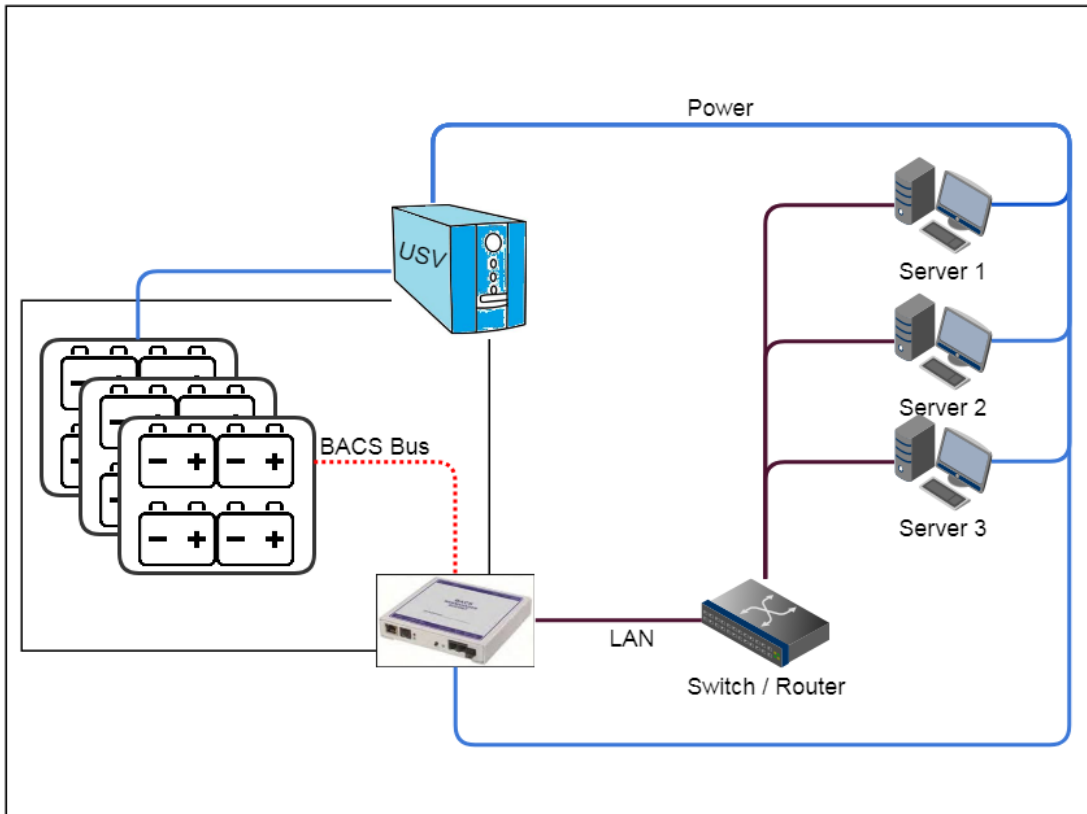 Power
USV
Server 1
Server 2
BACS Bus
Server 3
LAN
Switch / Router